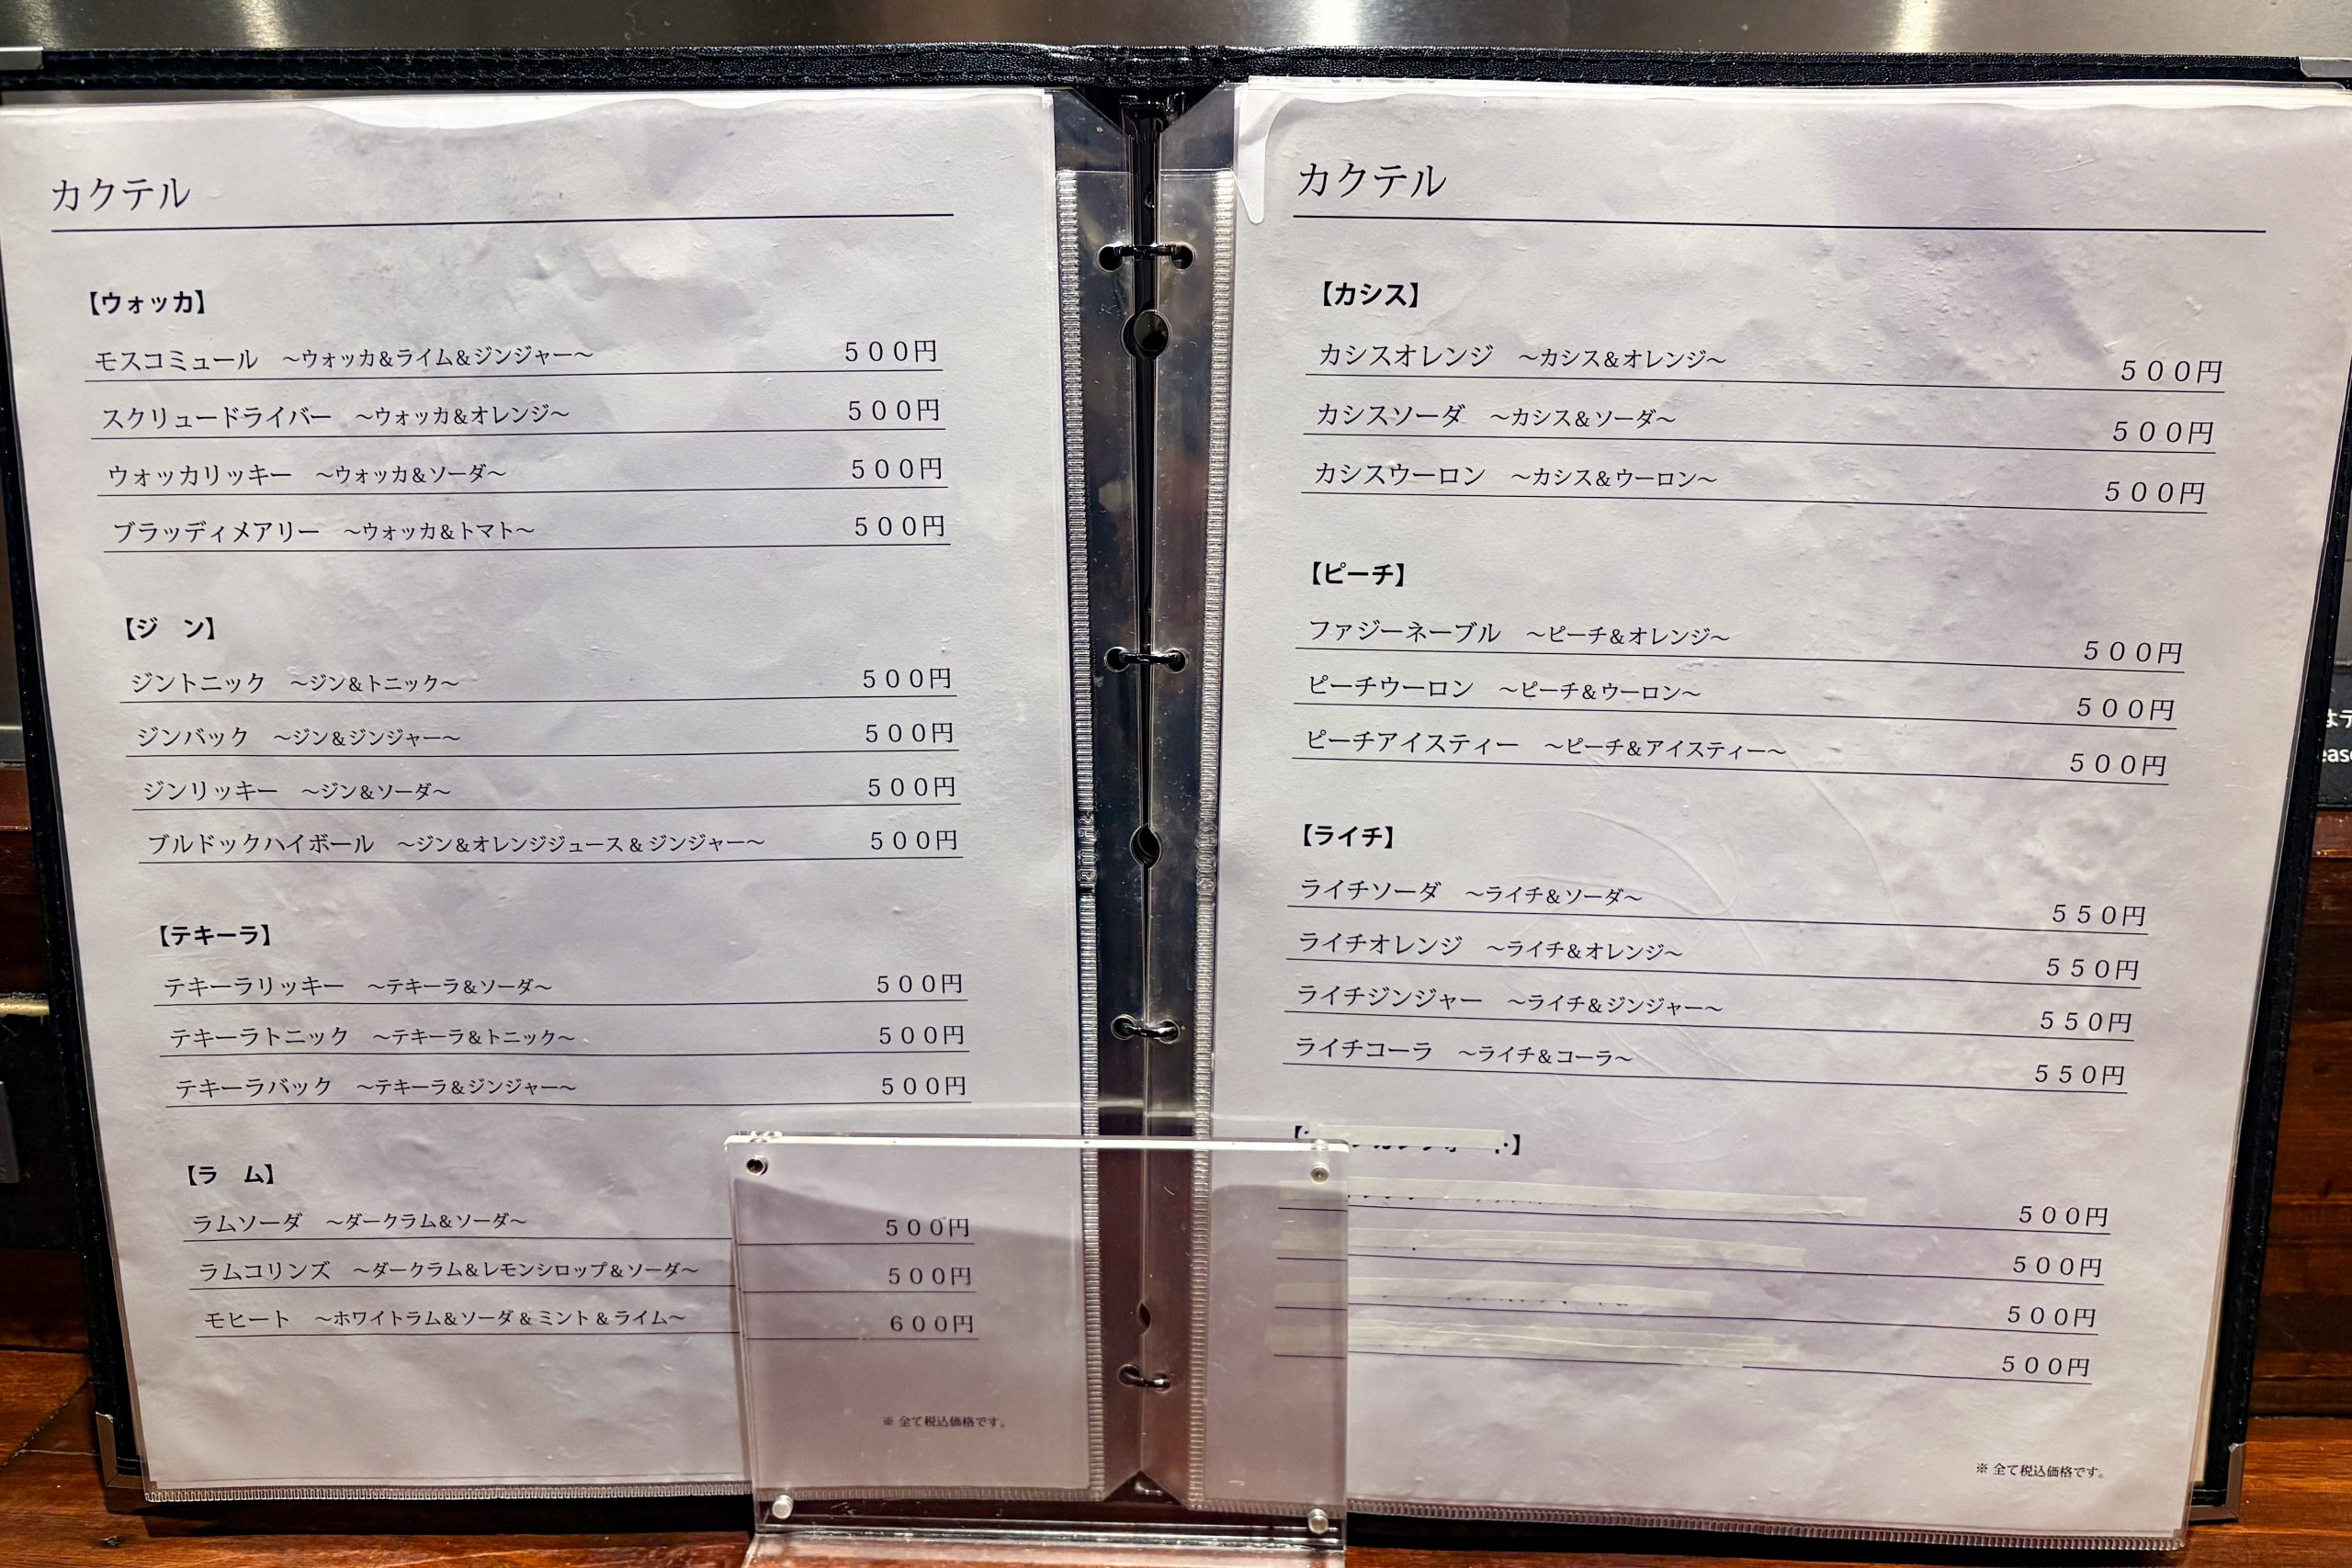 カクテル
【ウォッカ】
モスコミュール ～ウォッカ＆ライム＆ジンジャー～ ５００円
スクリュードライバー ～ウォッカ＆オレンジ～ ５００円
ウォッカリッキー ～ウォッカ＆ソーダ～ ５００円
ブラッディメアリー ～ウォッカ＆トマト～ ５００円
【ジ　ン】
ジントニック ～ジン＆トニック～ ５００円
ジンバック ～ジン＆ジンジャー～ ５００円
ジンリッキー ～ジン＆ソーダ～ ５００円
ブルドックハイボール ～ジン＆オレンジジュース＆ジンジャー～ ５００円
【テキーラ】
テキーラリッキー ～テキーラ＆ソーダ～ ５００円
テキーラトニック ～テキーラ＆トニック～ ５００円
テキーラバック ～テキーラ＆ジンジャー～ ５００円
【ラ　ム】
ラムソーダ ～ダークラム＆ソーダ～ ５００円
ラムコリンズ ～ダークラム＆レモンシロップ＆ソーダ～ ５００円
モヒート ～ホワイトラム＆ソーダ＆ミント＆ライム～ ６００円
※ 全て税込価格です。
カクテル
【カシス】
カシスオレンジ ～カシス＆オレンジ～ ５００円
カシスソーダ ～カシス＆ソーダ～ ５００円
カシスウーロン ～カシス＆ウーロン～ ５００円
【ピーチ】
ファジーネーブル ～ピーチ＆オレンジ～ ５００円
ピーチウーロン ～ピーチ＆ウーロン～ ５００円
ピーチアイスティー ～ピーチ＆アイスティー～ ５００円
【ライチ】
ライチソーダ ～ライチ＆ソーダ～ ５５０円
ライチオレンジ ～ライチ＆オレンジ～ ５５０円
ライチジンジャー ～ライチ＆ジンジャー～ ５５０円
ライチコーラ ～ライチ＆コーラ～ ５５０円
５００円
５００円
５００円
５００円
※ 全て税込価格です。